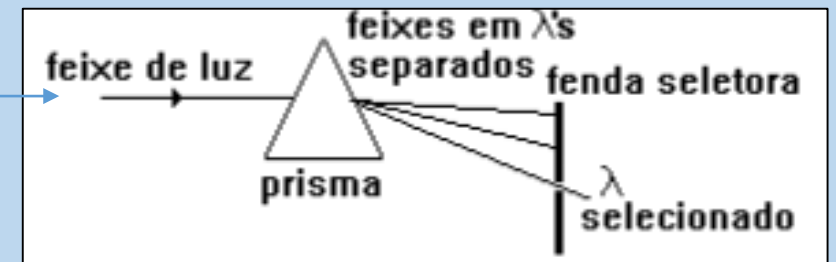 feixe de luz
feixes em λ's
separados
fenda seletora
prisma
λ
selecionado